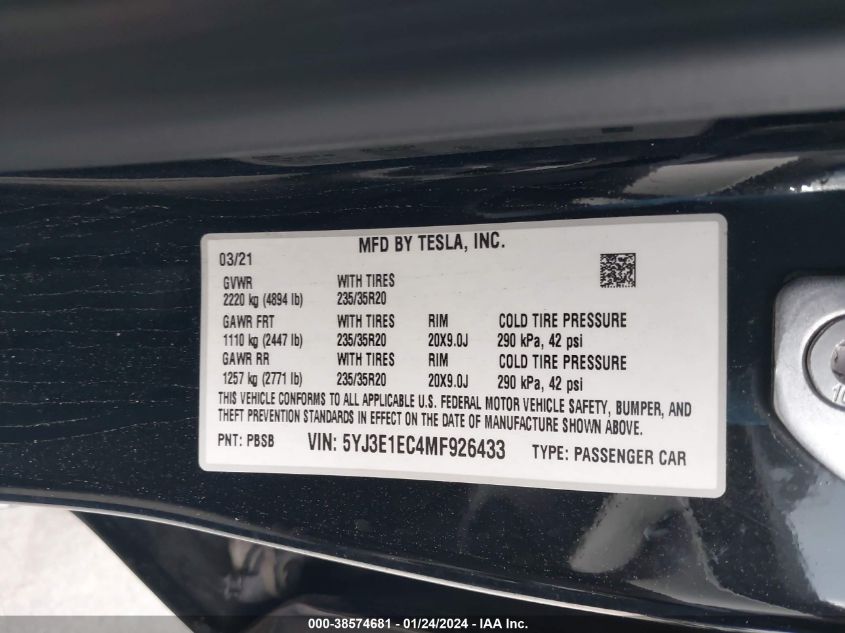 MFD BY TESLA, INC.
03/21
GVWR WITH TIRES
2220 kg (4894 lb) 235/35R20
GAWR FRT WITH TIRES RIM COLD TIRE PRESSURE
1110 kg (2447 lb) 235/35R20 20X9.0J 290 kPa, 42 psi
GAWR RR WITH TIRES RIM COLD TIRE PRESSURE
1257 kg (2771 lb) 235/35R20 20X9.0J 290 kPa, 42 psi
THIS VEHICLE CONFORMS TO ALL APPLICABLE U.S. FEDERAL MOTOR VEHICLE SAFETY, BUMPER, AND
THEFT PREVENTION STANDARDS IN EFFECT ON THE DATE OF MANUFACTURE SHOWN ABOVE.
PNT: PBSB VIN: 5YJ3E1EC4MF926433 TYPE: PASSENGER CAR
000-38574681 - 01/24/2024 - IAA Inc.